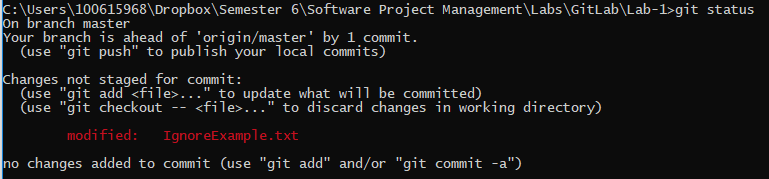 C:\Users\100615968\Dropbox\Semester 6\Software Project Management\Labs\GitLab\Lab-1>git status
On branch master
Your branch is ahead of 'origin/master' by 1 commit.
  (use "git push" to publish your local commits)

Changes not staged for commit:
  (use "git add <file>..." to update what will be committed)
  (use "git checkout -- <file>..." to discard changes in working directory)

        modified:   IgnoreExample.txt

no changes added to commit (use "git add" and/or "git commit -a")